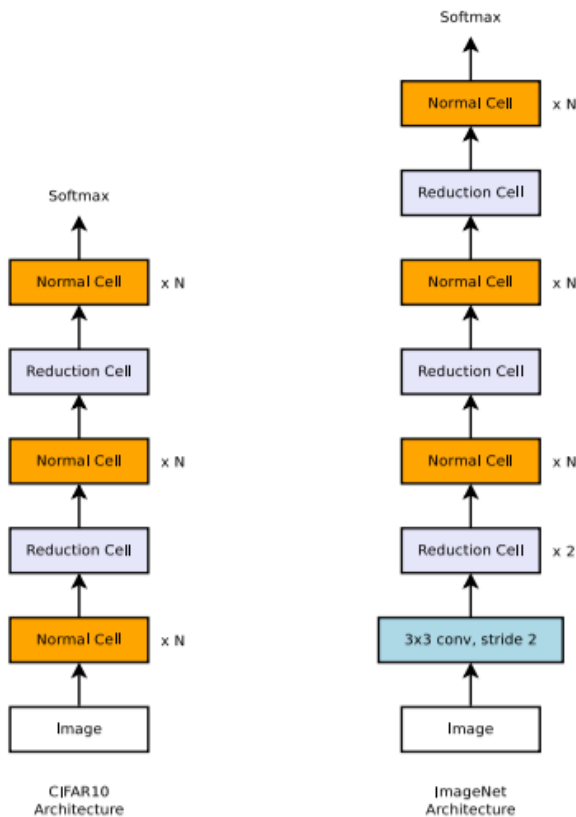 Softmax
Normal Cell x N
Reduction Cell
Normal Cell x N
Reduction Cell
Normal Cell x N
Image
CIFAR10
Architecture
Softmax
Normal Cell x N
Reduction Cell
Normal Cell x N
Reduction Cell
Normal Cell x N
Reduction Cell x 2
3x3 conv, stride 2
Image
ImageNet
Architecture